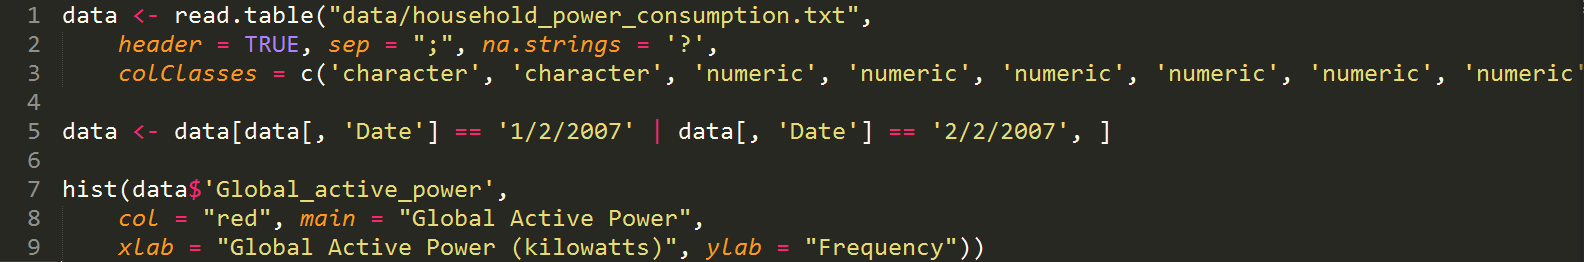 1 data <- read.table("data/household_power_consumption.txt",
2     header = TRUE, sep = ";", na.strings = '?',
3     colClasses = c('character', 'character', 'numeric', 'numeric', 'numeric', 'numeric', 'numeric', 'numeric'
4
5 data <- data[data[, 'Date'] == '1/2/2007' | data[, 'Date'] == '2/2/2007', ]
6
7 hist(data$'Global_active_power',
8     col = "red", main = "Global Active Power",
9     xlab = "Global Active Power (kilowatts)", ylab = "Frequency"))